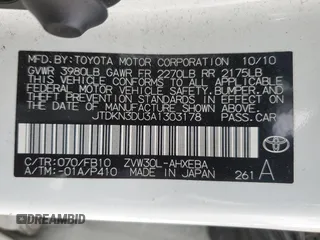 MFD.BY:TOYOTA MOTOR CORPORATION 10/10
GVWR 3980LB GAWR FR 2270LB RR 2175LB
THIS VEHICLE CONFORMS TO ALL APPLICABLE
FEDERAL MOTOR VEHICLE SAFETY, BUMPER, AND
THEFT PREVENTION STANDARDS IN EFFECT ON THE DATE
OF MANUFACTURE SHOWN ABOVE.
JTDKN3DU3A1303178 PASS.CAR
C/TR:070/FB10 ZVW30L-AHXEBA
A/TM:-01A/P410 MADE IN JAPAN 261 A
TOYOTA